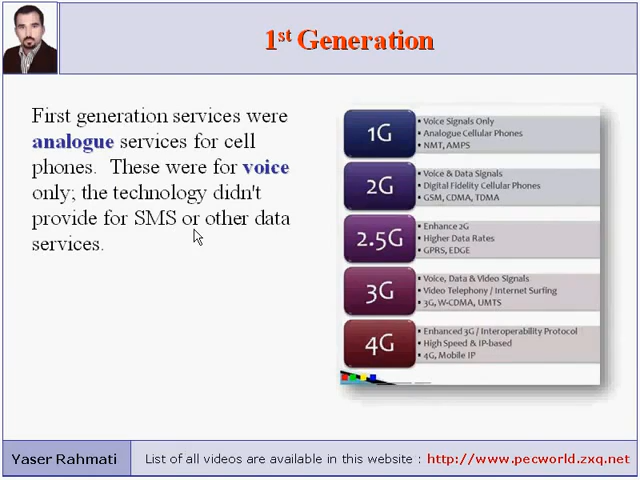 1st Generation
First generation services were
analogue services for cell
phones. These were for voice
only; the technology didn't
provide for SMS or other data
services.
1G
▪ Voice Signals Only
▪ Analogue Cellular Phones
▪ NMT, AMPS
2G
▪ Voice & Data Signals
▪ Digital Fidelity Cellular Phones
▪ GSM, CDMA, TDMA
2.5G
▪ Enhance 2G
▪ Higher Data Rates
▪ GPRS, EDGE
3G
▪ Voice, Data & Video Signals
▪ Video Telephony / Internet Surfing
▪ 3G, W-CDMA, UMTS
4G
▪ Enhanced 3G / Interoperability Protocol
▪ High Speed & IP-based
▪ 4G, Mobile IP
Yaser Rahmati
List of all videos are available in this website : http://www.pecworld.zxq.net